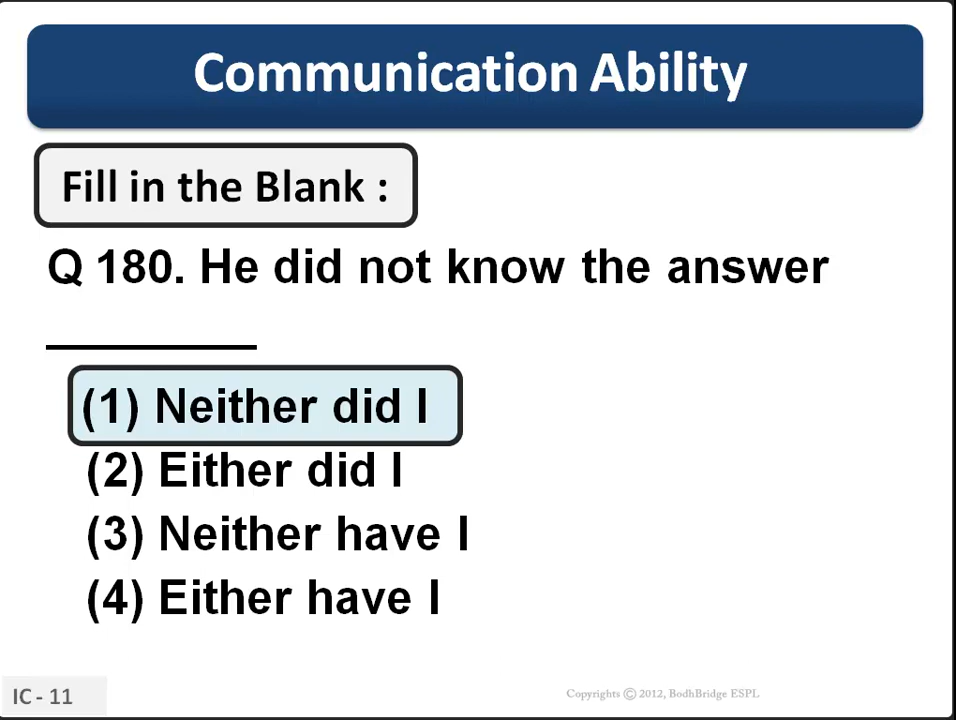 Communication Ability
Fill in the Blank :
Q 180. He did not know the answer
__________
(1) Neither did I
(2) Either did I
(3) Neither have I
(4) Either have I
IC - 11
Copyrights © 2012, BodhBridge ESPL